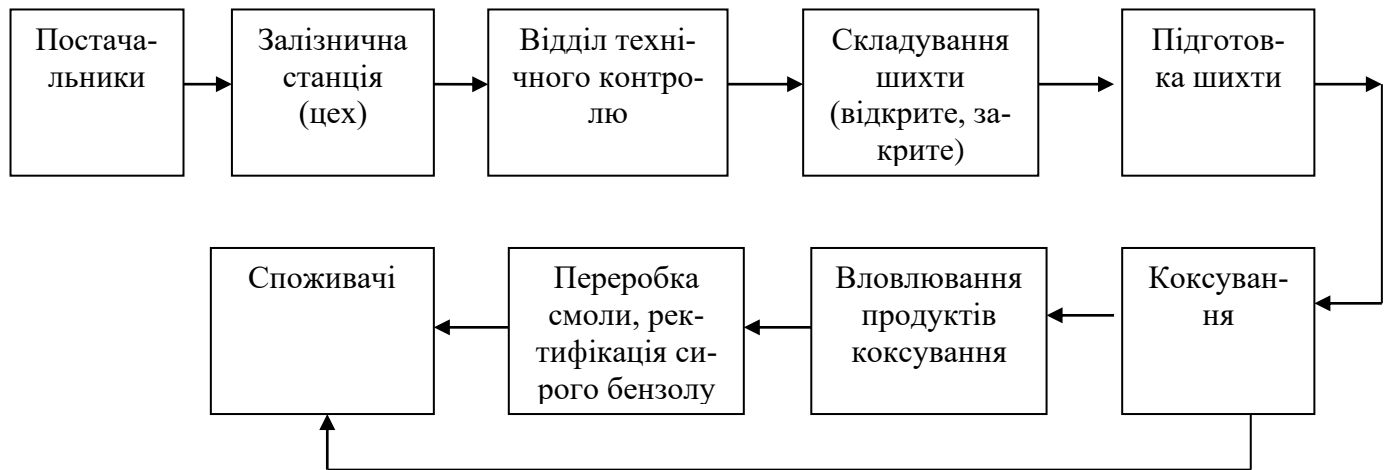 Постача-
льники
Залізнична
станція
(цех)
Відділ техні-
чного контро-
лю
Складування
шихти
(відкрите, за-
крите)
Підготов-
ка шихти
Споживачі
Переробка
смоли, рек-
тифікація си-
рого бензолу
Вловлювання
продуктів
коксування
Коксуван-
ня